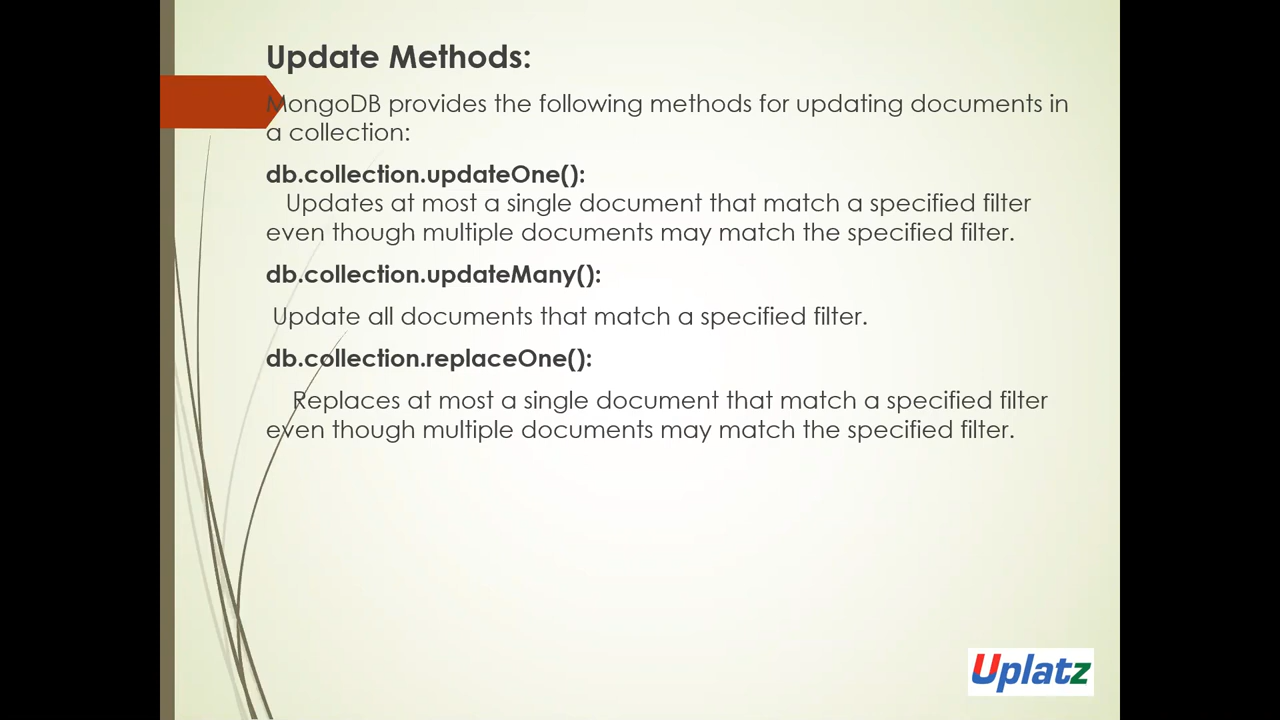 Update Methods:
MongoDB provides the following methods for updating documents in
a collection:
db.collection.updateOne():
Updates at most a single document that match a specified filter
even though multiple documents may match the specified filter.
db.collection.updateMany():
Update all documents that match a specified filter.
db.collection.replaceOne():
Replaces at most a single document that match a specified filter
even though multiple documents may match the specified filter.
Uplatz